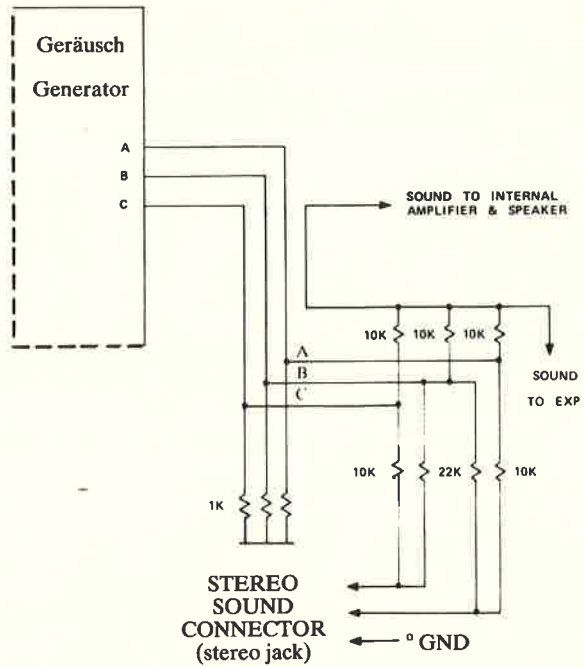 Geräusch
Generator
A
B
C
SOUND TO INTERNAL
AMPLIFIER & SPEAKER
10K 10K 10K
A
B
C
SOUND
TO EXP
10K 22K 10K
1K
STEREO
SOUND
CONNECTOR
(stereo jack)
° GND